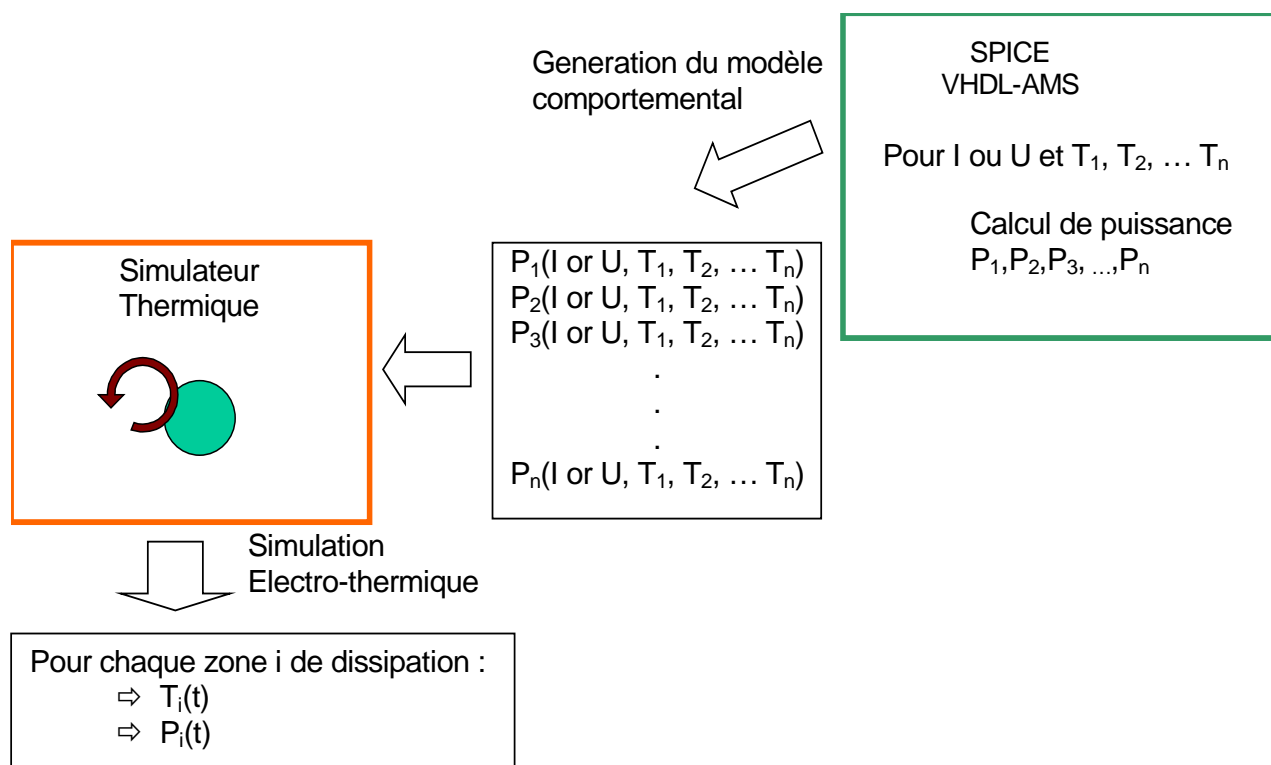 Generation du modèle
comportemental
SPICE
VHDL-AMS
Pour I ou U et T₁, T₂, … Tₙ
Calcul de puissance
P₁,P₂,P₃, ...,Pₙ
P₁(I or U, T₁, T₂, … Tₙ)
P₂(I or U, T₁, T₂, … Tₙ)
P₃(I or U, T₁, T₂, … Tₙ)
.
.
.
Pₙ(I or U, T₁, T₂, … Tₙ)
Simulateur
Thermique
Simulation
Electro-thermique
Pour chaque zone i de dissipation :
⇨ Tᵢ(t)
⇨ Pᵢ(t)